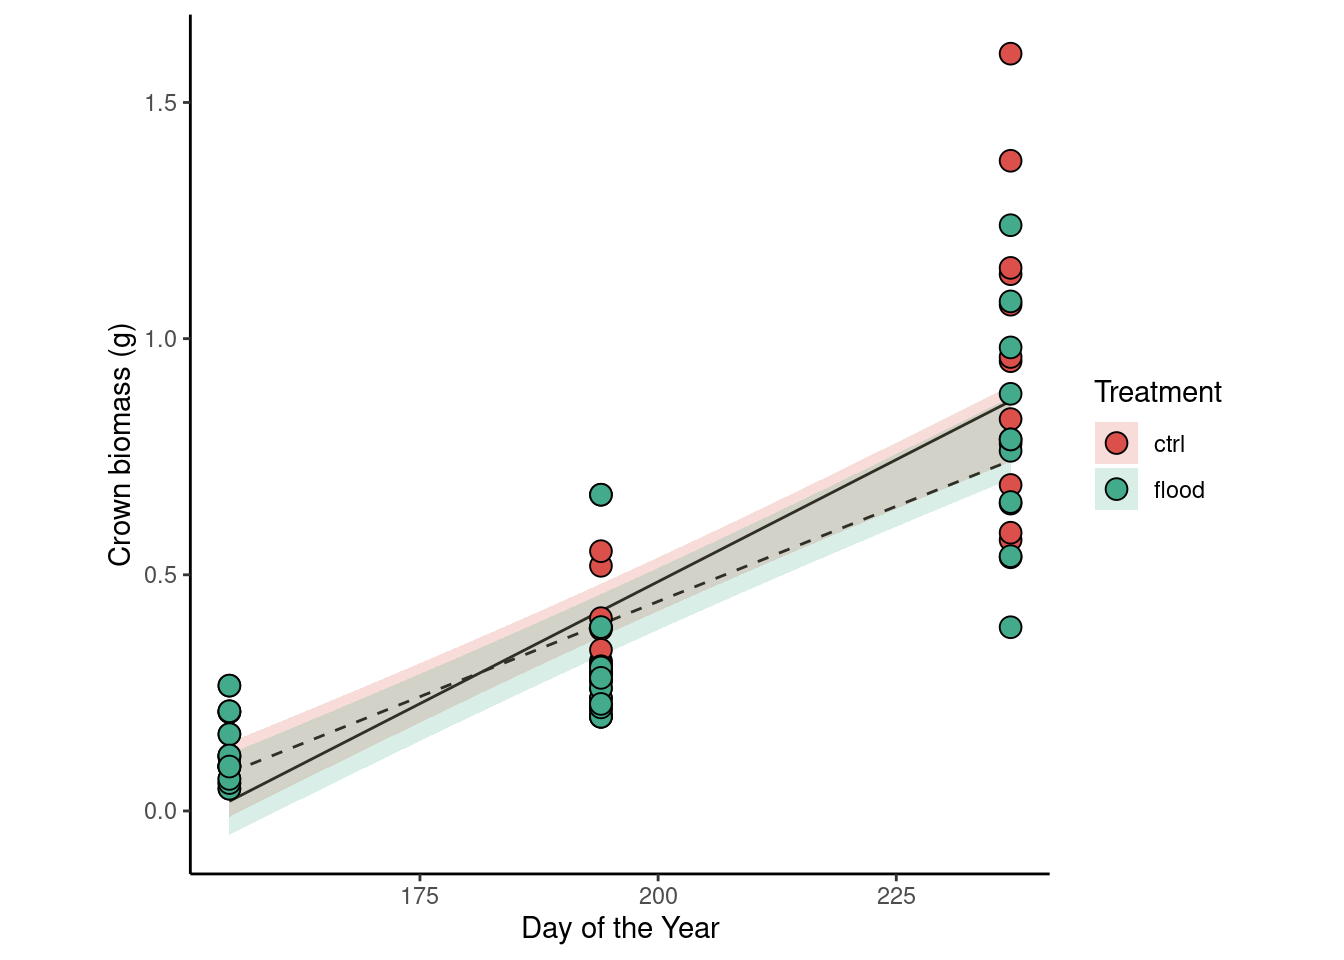 1.5
1.0
0.5
0.0
Crown biomass (g)
175
200
225
Day of the Year
Treatment
ctrl
flood